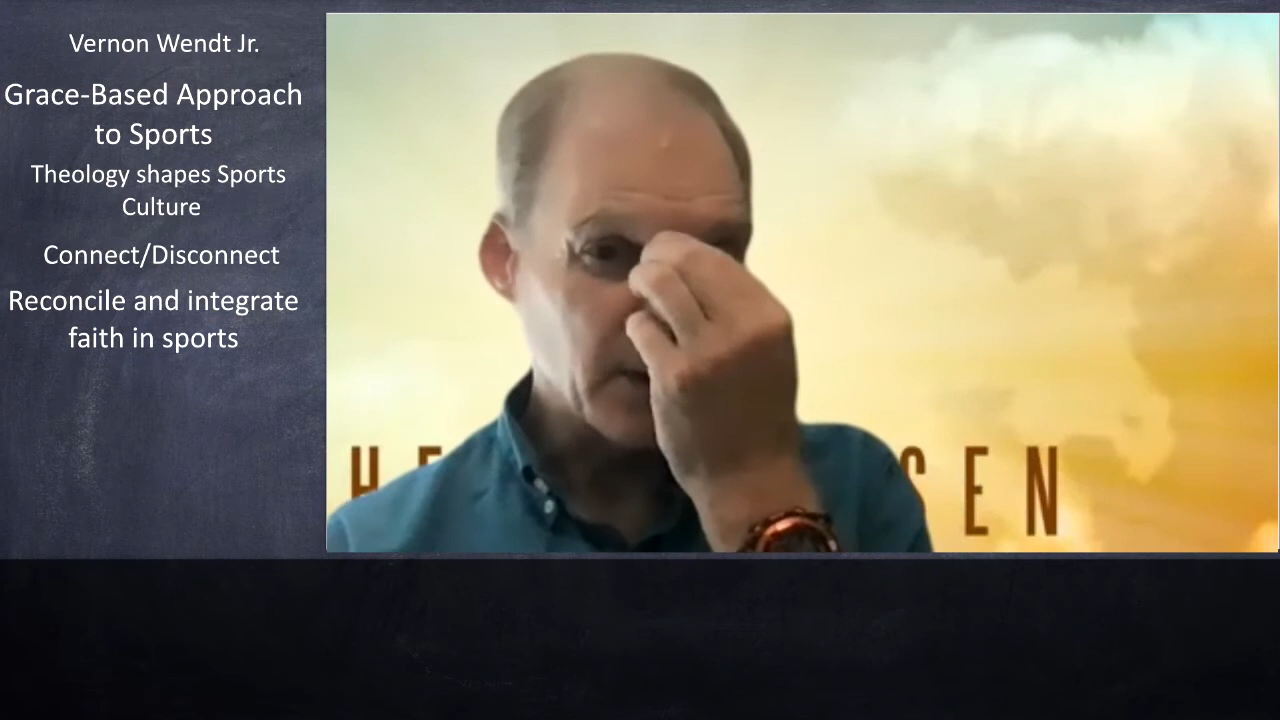 Vernon Wendt Jr.
Grace-Based Approach
to Sports
Theology shapes Sports
Culture
Connect/Disconnect
Reconcile and integrate
faith in sports